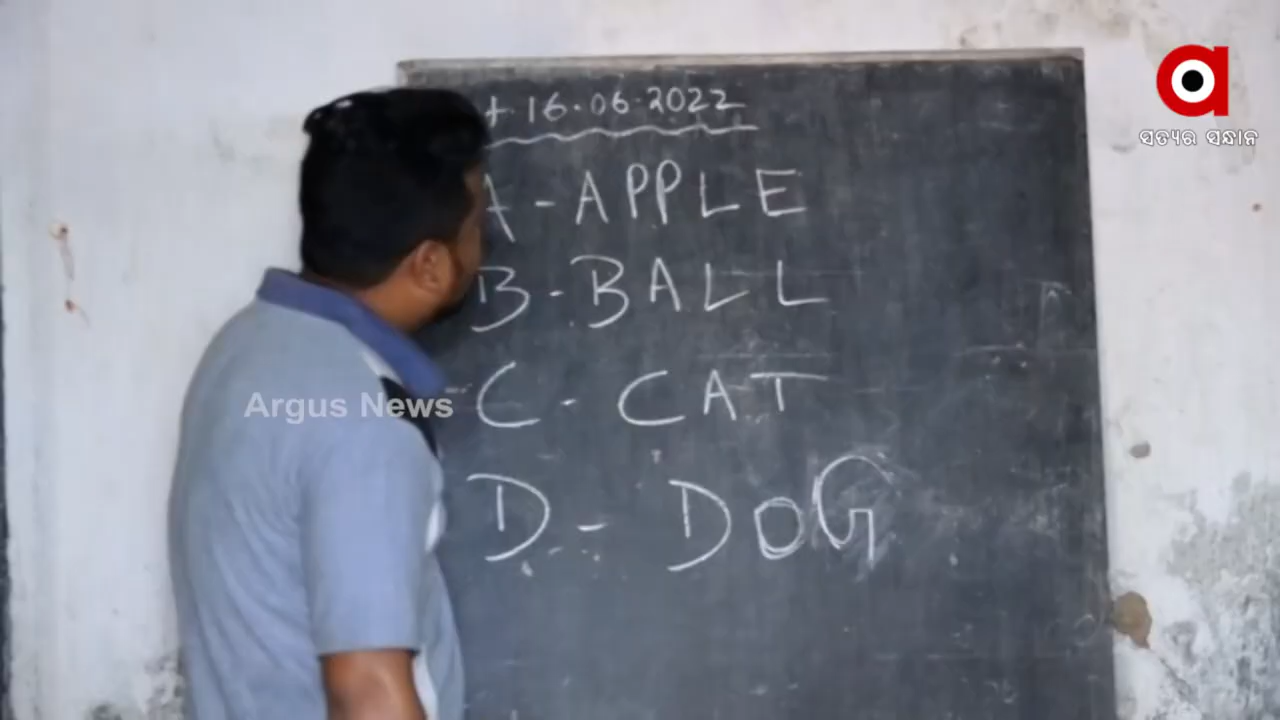 + 16.06.2022
A - APPLE
B - BALL
C - CAT
D - DOG
ସତ୍ୟର ସନ୍ଧାନ
Argus News